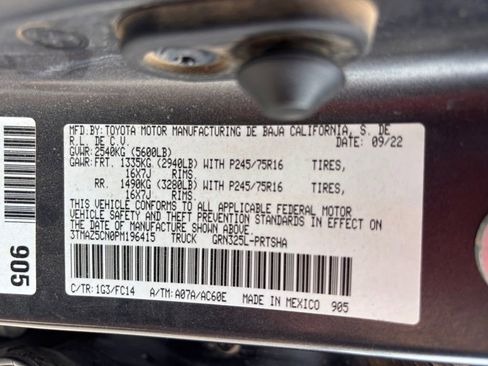 MFD.BY:TOYOTA MOTOR MANUFACTURING DE BAJA CALIFORNIA, S. DE
R.L. DE C.V. DATE: 09/22
GVWR:2540KG (5600LB)
GAWR:FRT. 1335KG (2940LB) WITH P245/75R16 TIRES,
16X7J RIMS.
RR. 1490KG (3280LB) WITH P245/75R16 TIRES,
16X7J RIMS.
THIS VEHICLE CONFORMS TO ALL APPLICABLE FEDERAL MOTOR
VEHICLE SAFETY AND THEFT PREVENTION STANDARDS IN EFFECT ON
THE DATE OF MANUFACTURE SHOWN ABOVE.
3TMAZ5CN0PM196415 TRUCK GRN325L-PRTSHA
C/TR:1G3/FC14 A/TM:A07A/AC60E MADE IN MEXICO 905
905